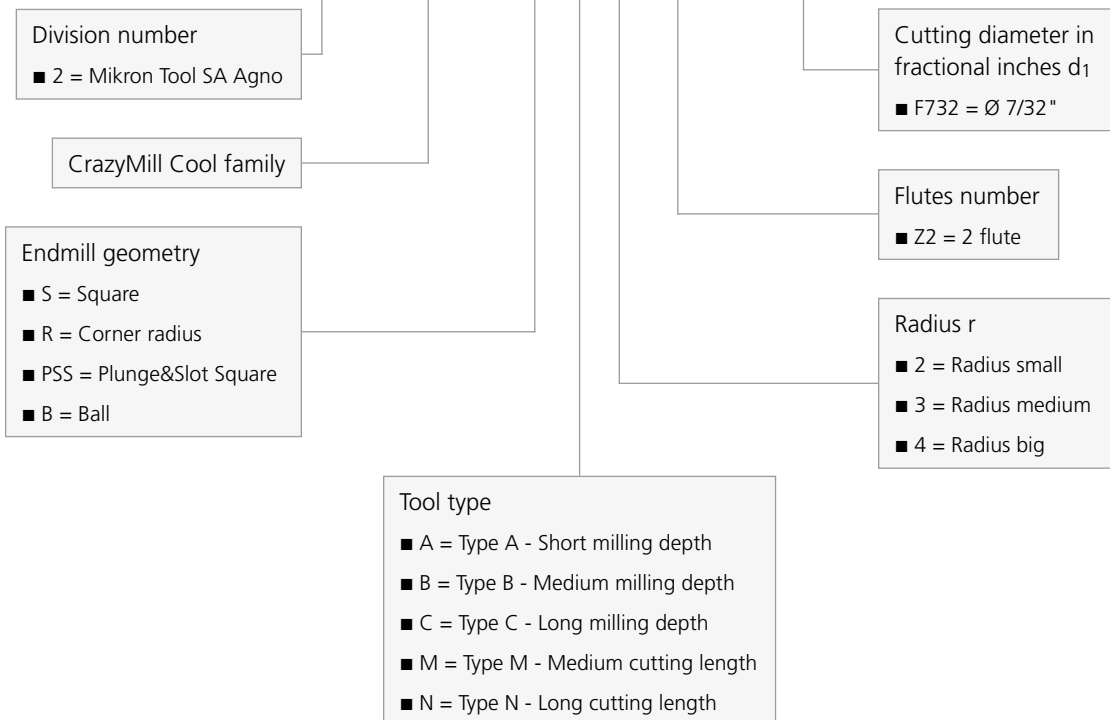 Division number
■ 2 = Mikron Tool SA Agno
CrazyMill Cool family
Endmill geometry
■ S = Square
■ R = Corner radius
■ PSS = Plunge&Slot Square
■ B = Ball
Tool type
■ A = Type A - Short milling depth
■ B = Type B - Medium milling depth
■ C = Type C - Long milling depth
■ M = Type M - Medium cutting length
■ N = Type N - Long cutting length
Cutting diameter in
fractional inches d1
■ F732 = Ø 7/32"
Flutes number
■ Z2 = 2 flute
Radius r
■ 2 = Radius small
■ 3 = Radius medium
■ 4 = Radius big